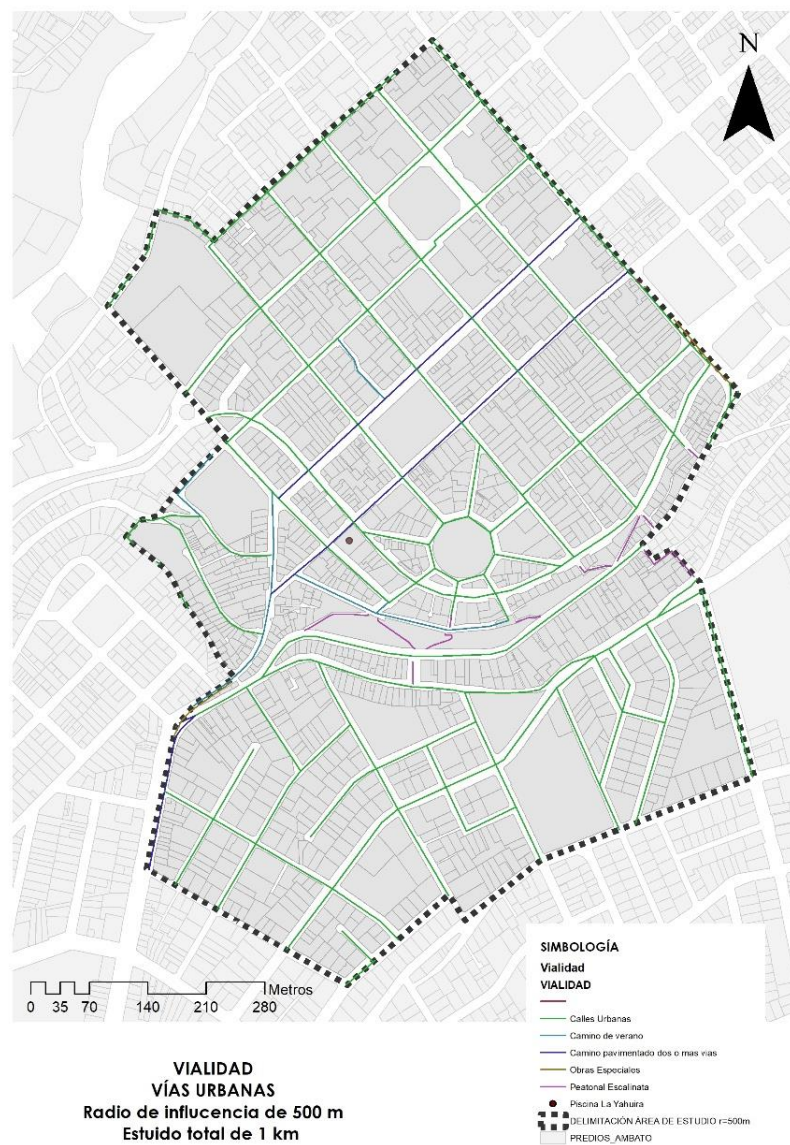 N
Metros
0 35 70 140 210 280
SIMBOLOGÍA
Vialidad
VIALIDAD
Calles Urbanas
Camino de verano
Camino pavimentado dos o mas vias
Obras Especiales
Peatonal Escalinata
Piscina La Yahuira
DELIMITACIÓN ÁREA DE ESTUDIO r=500m
PREDIOS_AMBATO
VIALIDAD
VÍAS URBANAS
Radio de influcencia de 500 m
Estuido total de 1 km